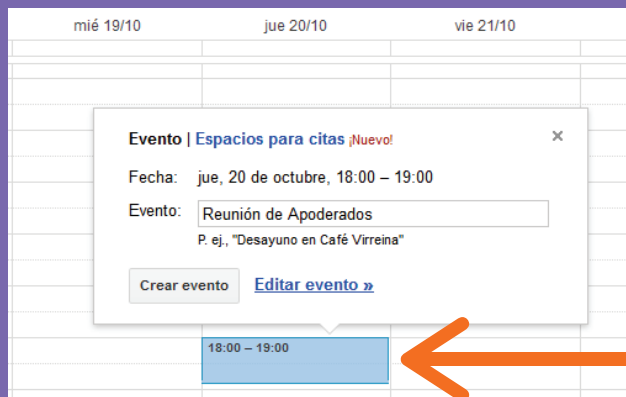 mié 19/10 jue 20/10 vie 21/10
Evento | Espacios para citas ¡Nuevo! ×
Fecha: jue, 20 de octubre, 18:00 – 19:00
Evento: Reunión de Apoderados
P. ej., "Desayuno en Café Virreina"
Crear evento Editar evento »
18:00 – 19:00